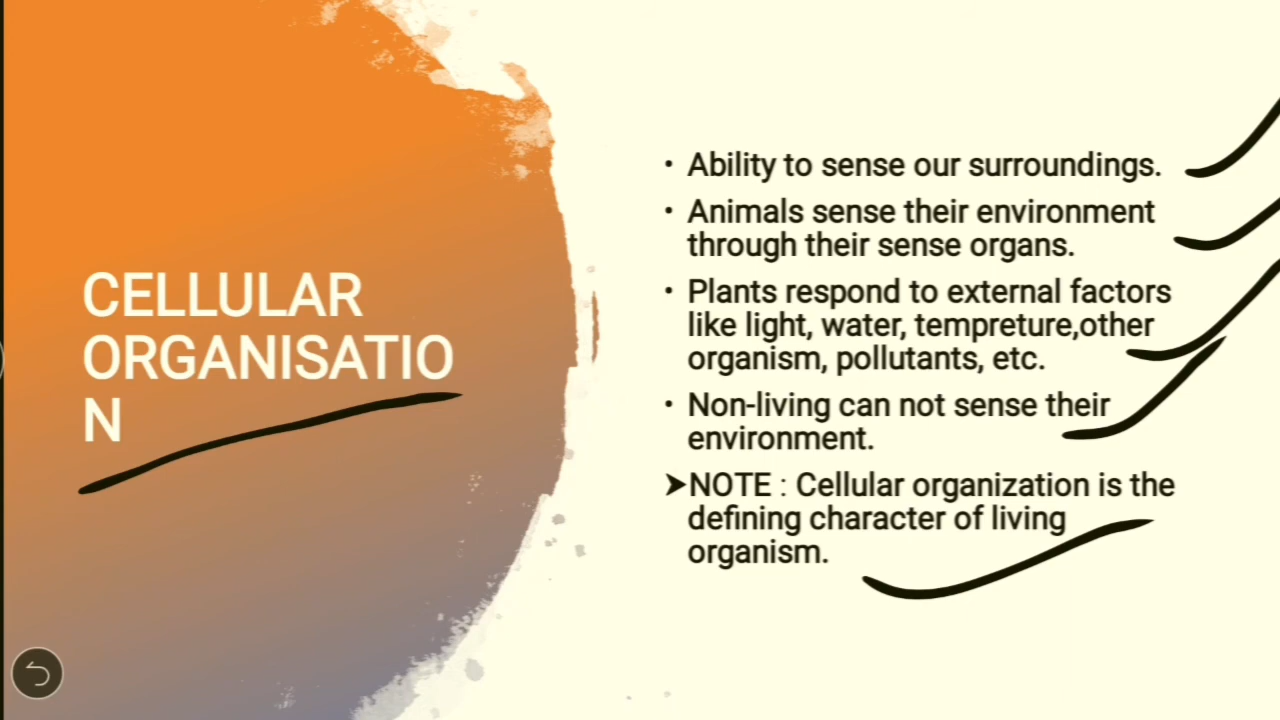 CELLULAR
ORGANISATIO
N
• Ability to sense our surroundings.
• Animals sense their environment
through their sense organs.
• Plants respond to external factors
like light, water, tempreture,other
organism, pollutants, etc.
• Non-living can not sense their
environment.
➤NOTE : Cellular organization is the
defining character of living
organism.